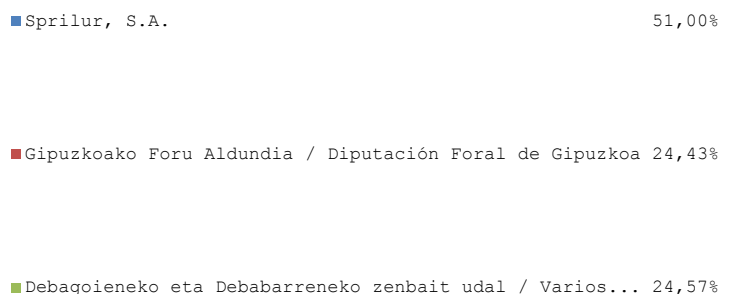 Sprilur, S.A. 51,00%
Gipuzkoako Foru Aldundia / Diputación Foral de Gipuzkoa 24,43%
Debagoieneko eta Debabarreneko zenbait udal / Varios... 24,57%